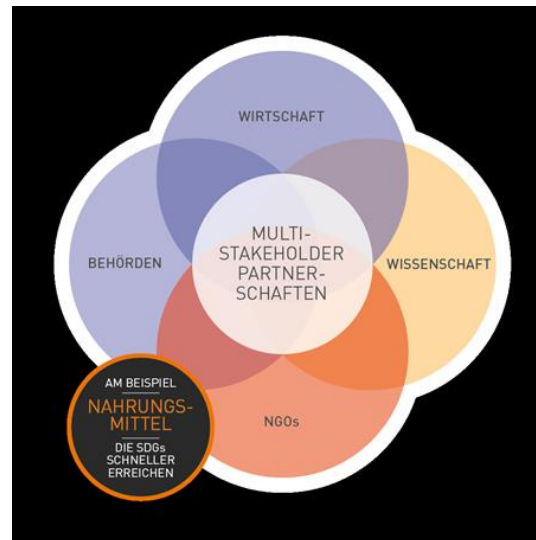 WIRTSCHAFT
BEHÖRDEN
MULTI-
STAKEHOLDER
PARTNER-
SCHAFTEN
WISSENSCHAFT
NGOs
AM BEISPIEL
NAHRUNGS-
MITTEL
DIE SDGs
SCHNELLER
ERREICHEN